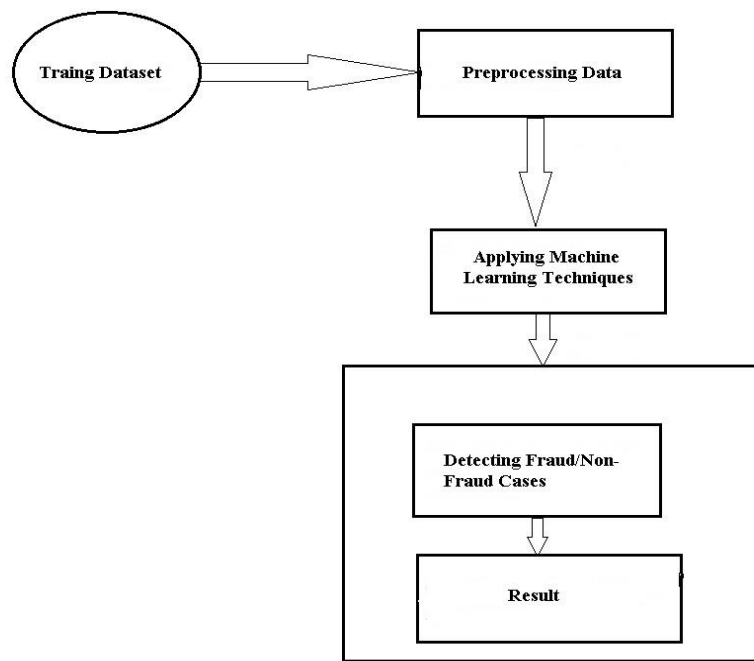 Traing Dataset
Preprocessing Data
Applying Machine
Learning Techniques
Detecting Fraud/Non-
Fraud Cases
Result